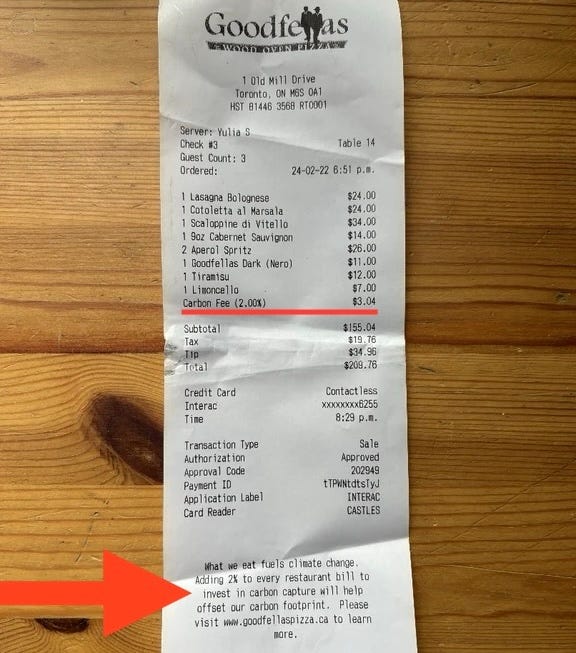 Goodfellas
WOOD OVEN PIZZA
1 Old Mill Drive
Toronto, ON M6S 0A1
HST 81446 3568 RT0001
Server: Yulia S
Check #3 Table 14
Guest Count: 3
Ordered: 24-02-22 6:51 p.m.
1 Lasagna Bolognese $24.00
1 Cotoletta al Marsala $24.00
1 Scaloppine di Vitello $34.00
1 9oz Cabernet Sauvignon $14.00
2 Aperol Spritz $26.00
1 Goodfellas Dark (Nero) $11.00
1 Tiramisu $12.00
1 Limoncello $7.00
Carbon Fee (2.00%) $3.04
Subtotal $155.04
Tax $19.76
Tip $34.96
Total $209.76
Credit Card Contactless
Interac xxxxxxxx6255
Time 8:29 p.m.
Transaction Type Sale
Authorization Approved
Approval Code 202949
Payment ID tTPWNtdtsTyJ
Application Label INTERAC
Card Reader CASTLES
What we eat fuels climate change.
Adding 2% to every restaurant bill to
invest in carbon capture will help
offset our carbon footprint. Please
visit www.goodfellaspizza.ca to learn
more.